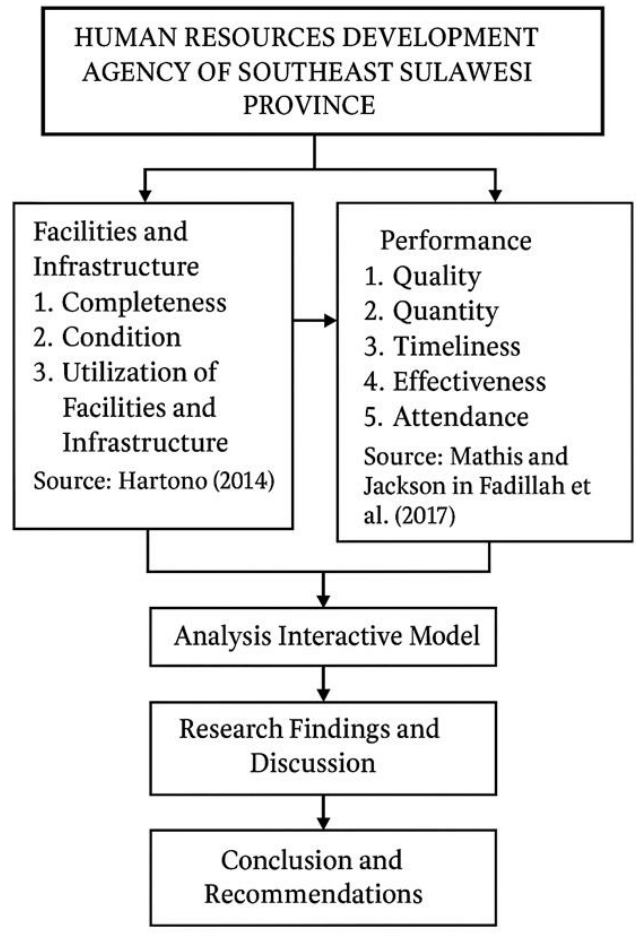 HUMAN RESOURCES DEVELOPMENT
AGENCY OF SOUTHEAST SULAWESI
PROVINCE
Facilities and
Infrastructure
1. Completeness
2. Condition
3. Utilization of
Facilities and
Infrastructure
Source: Hartono (2014)
Performance
1. Quality
2. Quantity
3. Timeliness
4. Effectiveness
5. Attendance
Source: Mathis and
Jackson in Fadillah et
al. (2017)
Analysis Interactive Model
Research Findings and
Discussion
Conclusion and
Recommendations